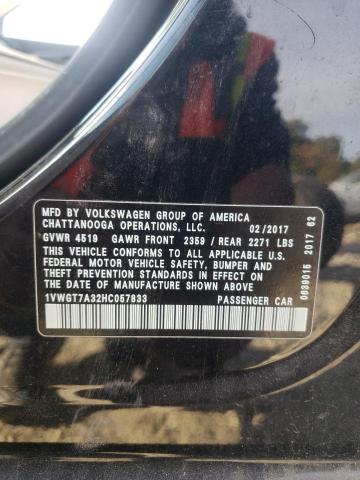 MFD BY VOLKSWAGEN GROUP OF AMERICA
CHATTANOOGA OPERATIONS, LLC. 02/2017
GVWR 4519 GAWR FRONT 2359 / REAR 2271 LBS
THIS VEHICLE CONFORMS TO ALL APPLICABLE U.S.
FEDERAL MOTOR VEHICLE SAFETY, BUMPER AND
THEFT PREVENTION STANDARDS IN EFFECT ON
THE DATE OF MANUFACTURE SHOWN ABOVE
1VWGT7A32HC057833 PASSENGER CAR
0639015 2017 62